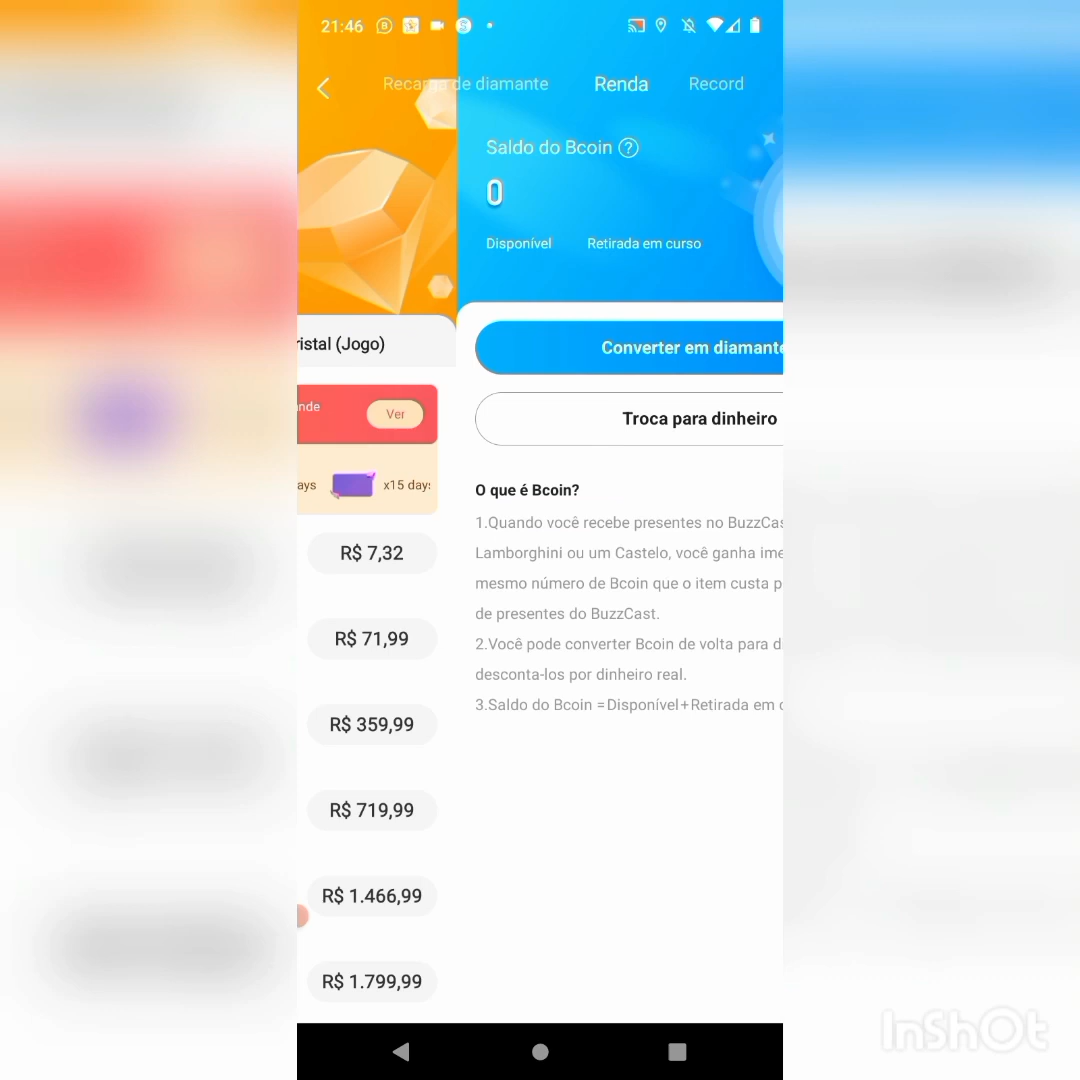 21:46
Recarga de diamante Renda Record
Saldo do Bcoin ?
0
Disponível Retirada em curso
ristal (Jogo)
Converter em diamante
nde
Ver
Troca para dinheiro
ays x15 days
O que é Bcoin?
1.Quando você recebe presentes no BuzzCas
Lamborghini ou um Castelo, você ganha ime
mesmo número de Bcoin que o item custa p
de presentes do BuzzCast.
2.Você pode converter Bcoin de volta para d
desconta-los por dinheiro real.
3.Saldo do Bcoin =Disponível+Retirada em c
R$ 7,32
R$ 71,99
R$ 359,99
R$ 719,99
R$ 1.466,99
R$ 1.799,99
InShOt